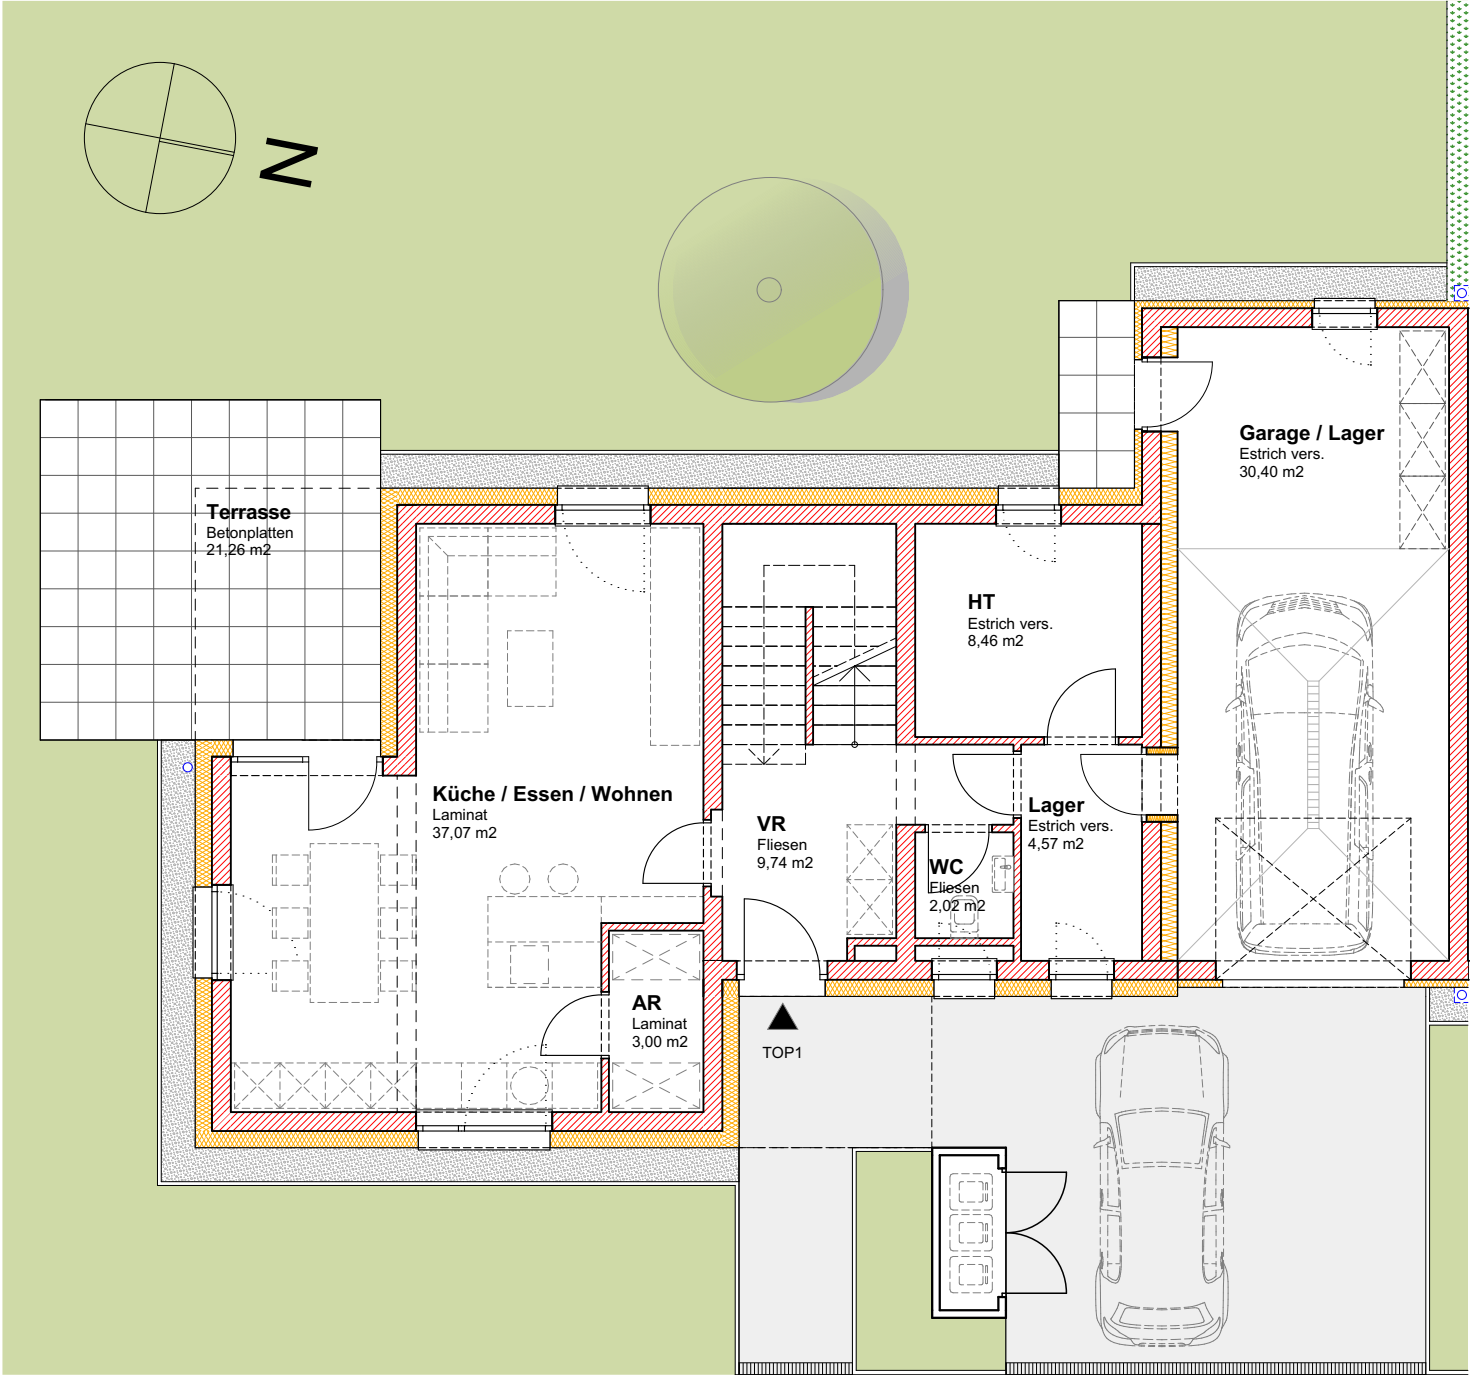 N
Garage / Lager
Estrich vers.
30,40 m2
Terrasse
Betonplatten
21,26 m2
HT
Estrich vers.
8,46 m2
Küche / Essen / Wohnen
Laminat
37,07 m2
VR
Fliesen
9,74 m2
Lager
Estrich vers.
4,57 m2
WC
Fliesen
2,02 m2
AR
Laminat
3,00 m2
TOP1